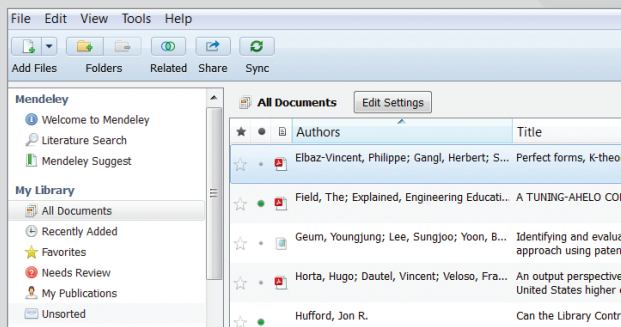 File Edit View Tools Help
Add Files Folders Related Share Sync
Mendeley
Welcome to Mendeley
Literature Search
Mendeley Suggest
My Library
All Documents
Recently Added
Favorites
Needs Review
My Publications
Unsorted
All Documents Edit Settings
Authors Title
Elbaz-Vincent, Philippe; Gangl, Herbert; S... Perfect forms, K-theo
Field, The; Explained, Engineering Educati... A TUNING-AHELO CO
Geum, Youngjung; Lee, Sungjoo; Yoon, B... Identifying and evalua
approach using paten
Horta, Hugo; Dautel, Vincent; Veloso, Fra... An output perspective
United States higher
Hufford, Jon R. Can the Library Contr